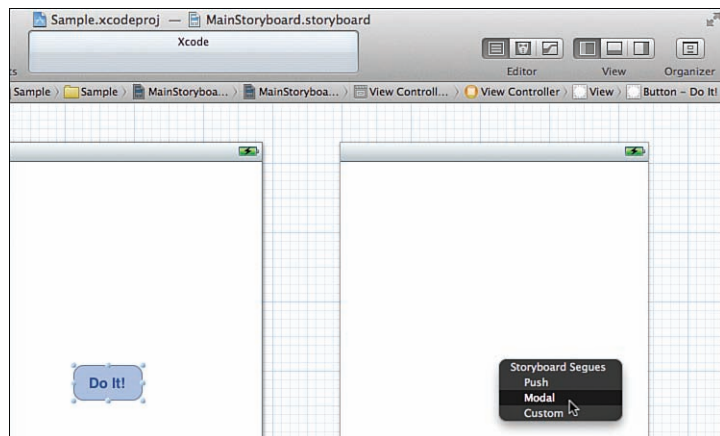 Sample.xcodeproj — MainStoryboard.storyboard
Xcode
Editor View Organizer
Sample Sample MainStoryboa... MainStoryboa... View Controll... View Controller View Button – Do It!
Do It!
Storyboard Segues
Push
Modal
Custom